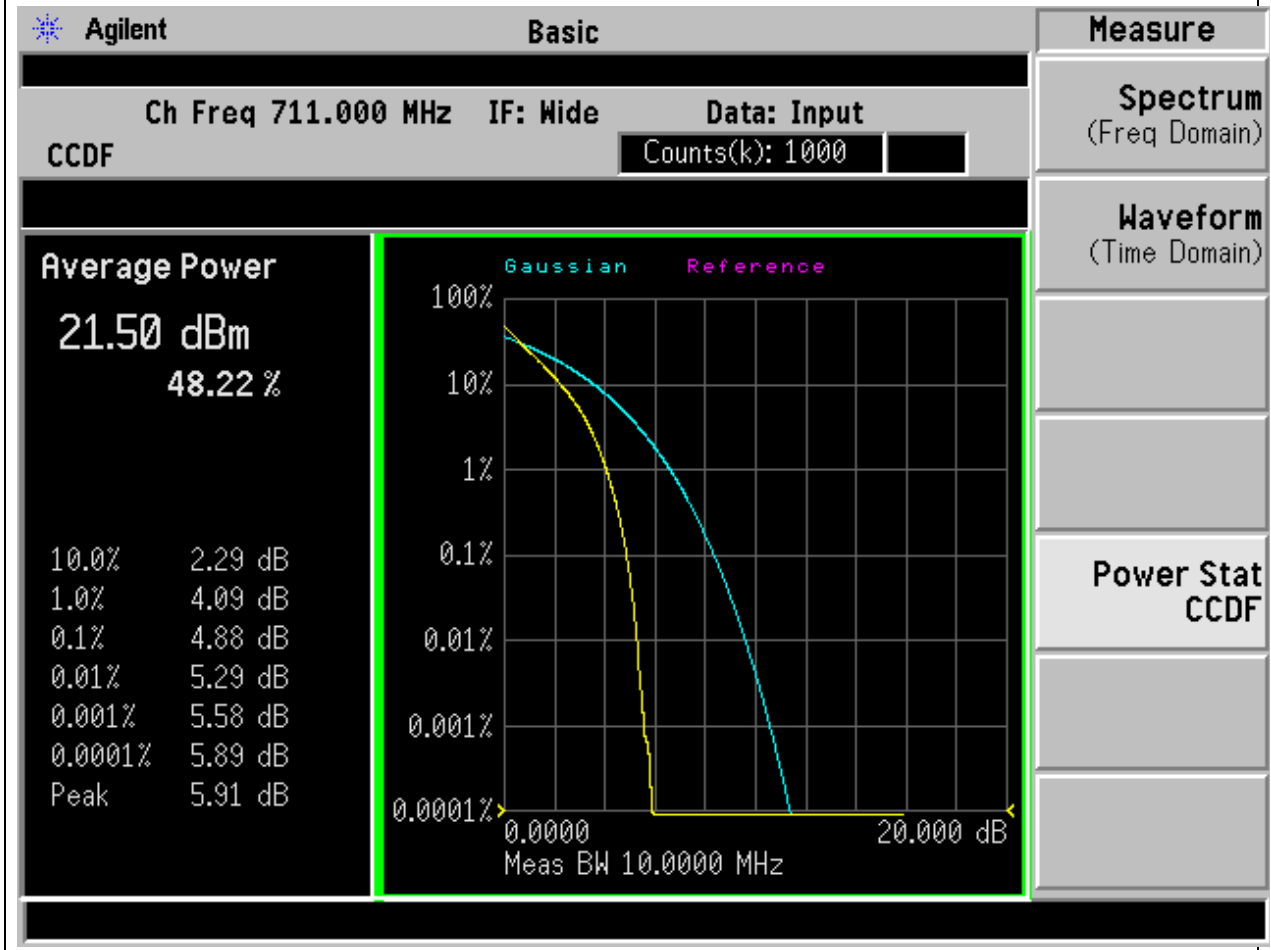 Agilent
Basic
Ch Freq 711.000 MHz IF: Wide Data: Input
CCDF
Counts(k): 1000
Average Power
21.50 dBm
48.22 %
10.0% 2.29 dB
1.0% 4.09 dB
0.1% 4.88 dB
0.01% 5.29 dB
0.001% 5.58 dB
0.0001% 5.89 dB
Peak 5.91 dB
Gaussian Reference
100%
10%
1%
0.1%
0.01%
0.001%
0.0001%
0.0000 20.000 dB
Meas BW 10.0000 MHz
Measure
Spectrum
(Freq Domain)
Waveform
(Time Domain)
Power Stat
CCDF